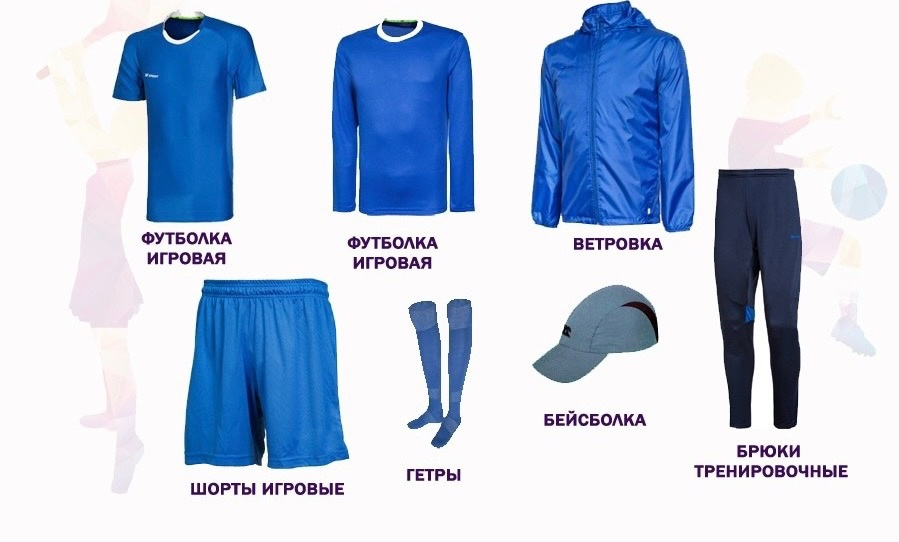 ФУТБОЛКА
ИГРОВАЯ
ФУТБОЛКА
ИГРОВАЯ
ВЕТРОВКА
ШОРТЫ ИГРОВЫЕ
ГЕТРЫ
БЕЙСБОЛКА
БРЮКИ
ТРЕНИРОВОЧНЫЕ